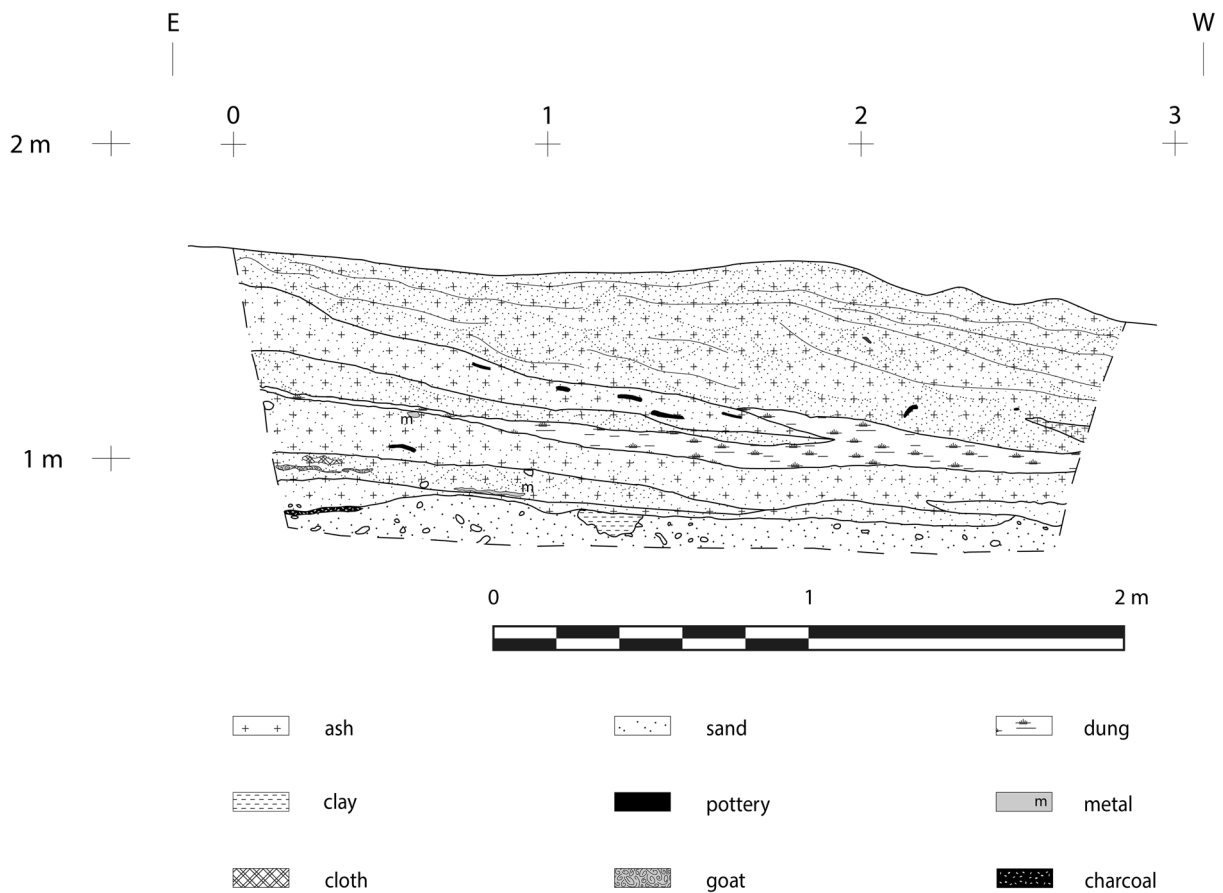 E W
0 1 2 3
2 m
m
1 m
m
0 1 2 m
ash sand dung
clay pottery m metal
cloth goat charcoal